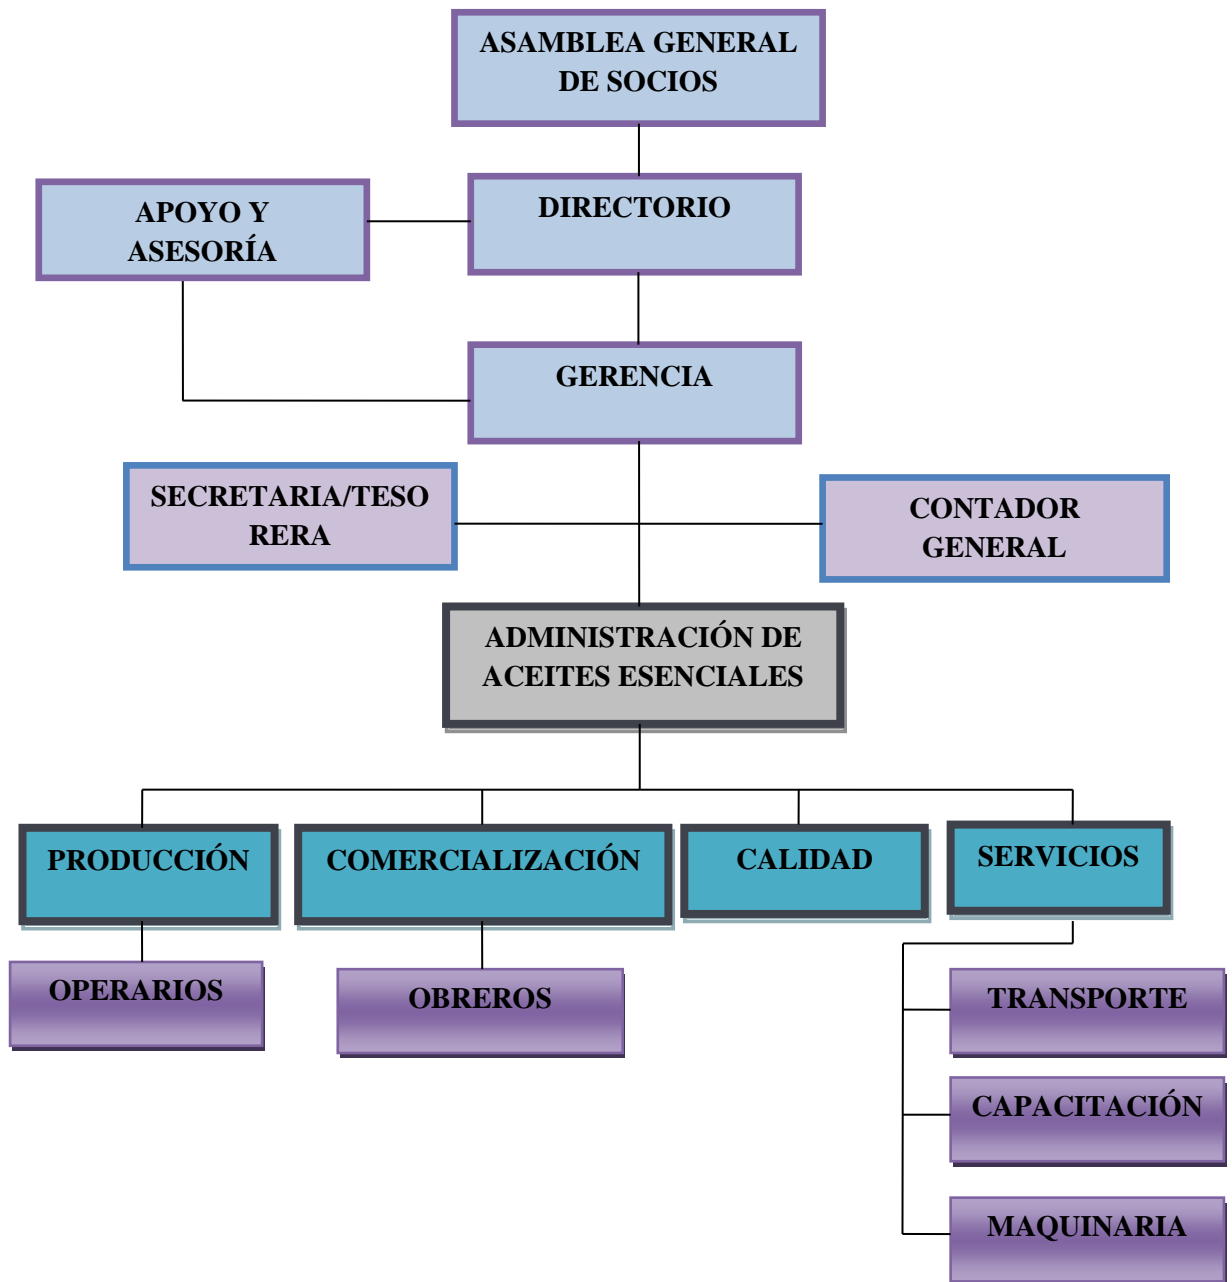 ASAMBLEA GENERAL
DE SOCIOS
DIRECTORIO
APOYO Y
ASESORÍA
GERENCIA
SECRETARIA/TESO
RERA
CONTADOR
GENERAL
ADMINISTRACIÓN DE
ACEITES ESENCIALES
PRODUCCIÓN
COMERCIALIZACIÓN
CALIDAD
SERVICIOS
OPERARIOS
OBREROS
TRANSPORTE
CAPACITACIÓN
MAQUINARIA